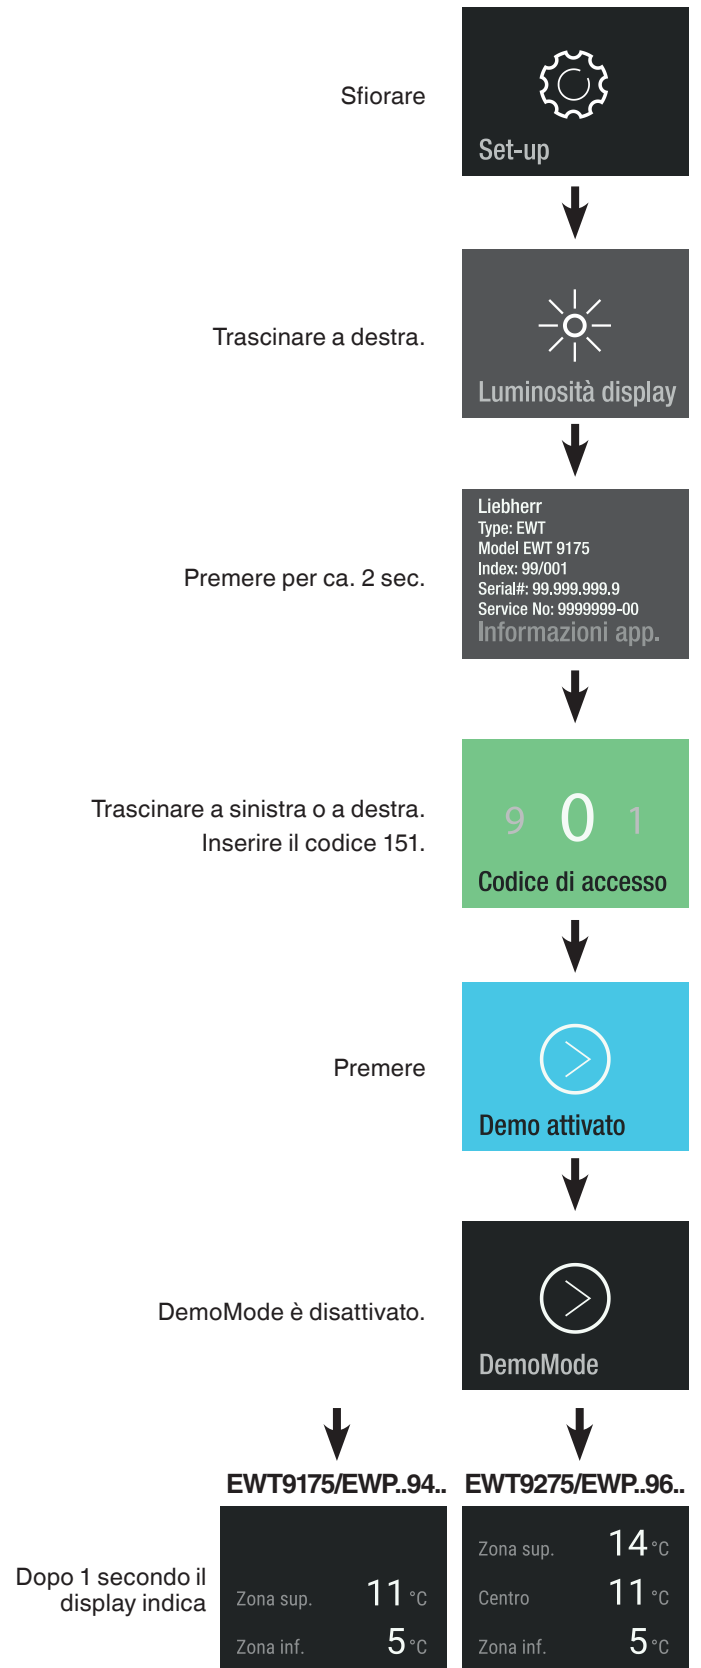 Sfiorare
Set-up
Trascinare a destra.
Luminosità display
Liebherr
Type: EWT
Model EWT 9175
Index: 99/001
Serial#: 99.999.999.9
Service No: 9999999-00
Informazioni app.
Premere per ca. 2 sec.
Trascinare a sinistra o a destra.
Inserire il codice 151.
9 0 1
Codice di accesso
Premere
Demo attivato
DemoMode è disattivato.
DemoMode
EWT9175/EWP..94..
EWT9275/EWP..96..
Dopo 1 secondo il
display indica
Zona sup. 11 °C
Zona inf. 5 °C
Zona sup. 14 °C
Centro 11 °C
Zona inf. 5 °C